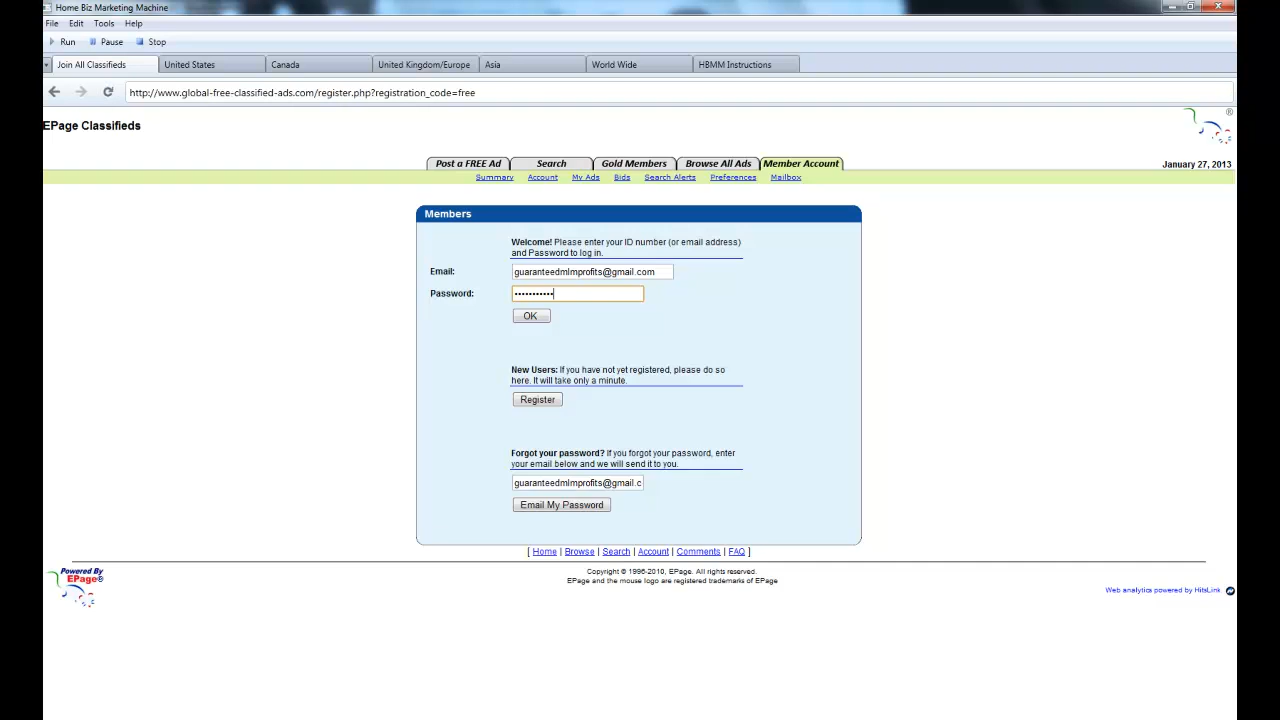 Home Biz Marketing Machine
File Edit Tools Help
Run Pause Stop
Join All Classifieds United States Canada United Kingdom/Europe Asia World Wide HBMM Instructions
http://www.global-free-classified-ads.com/register.php?registration_code=free
EPage Classifieds
®
Post a FREE Ad Search Gold Members Browse All Ads Member Account
January 27, 2013
Summary Account My Ads Bids Search Alerts Preferences Mailbox
Members
Welcome! Please enter your ID number (or email address)
and Password to log in.
Email: guaranteedmlmprofits@gmail.com
Password: •••••••••••
OK
New Users: If you have not yet registered, please do so
here. It will take only a minute.
Register
Forgot your password? If you forgot your password, enter
your email below and we will send it to you.
guaranteedmlmprofits@gmail.c
Email My Password
[ Home | Browse | Search | Account | Comments | FAQ ]
Powered By
EPage®
Copyright © 1996-2010, EPage. All rights reserved.
EPage and the mouse logo are registered trademarks of EPage
Web analytics powered by HitsLink